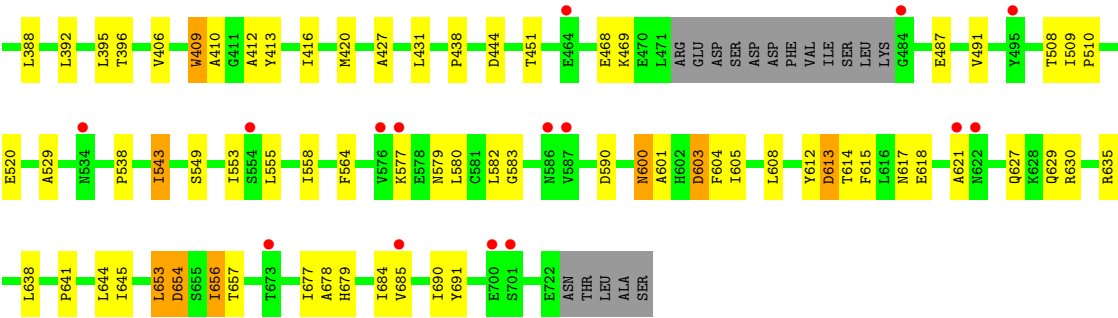 L388 L392 L395 T396 V406 W409 A410 G411 A412 Y413 I416 M420 A427 L431 P438 D444 T451 E464 E468 K469 E470 L471 ARG GLU ASP SER ASP ASP PHE VAL ILE SER LEU LYS G484 E487 V491 Y495 T508 I509 P510
E520 A529 N534 P538 I543 S549 I553 S554 L555 I558 F564 V576 K577 E578 N579 L580 C581 L582 G583 N586 V587 D590 N600 A601 H602 D603 F604 I605 L608 Y612 D613 T614 F615 L616 N617 E618 A621 N622 Q627 K628 Q629 R630 R635
L638 P641 L644 I645 L653 D654 S655 I656 T657 T673 I677 A678 H679 I684 V685 I690 Y691 E700 S701 E722 ASN THR LEU ALA SER